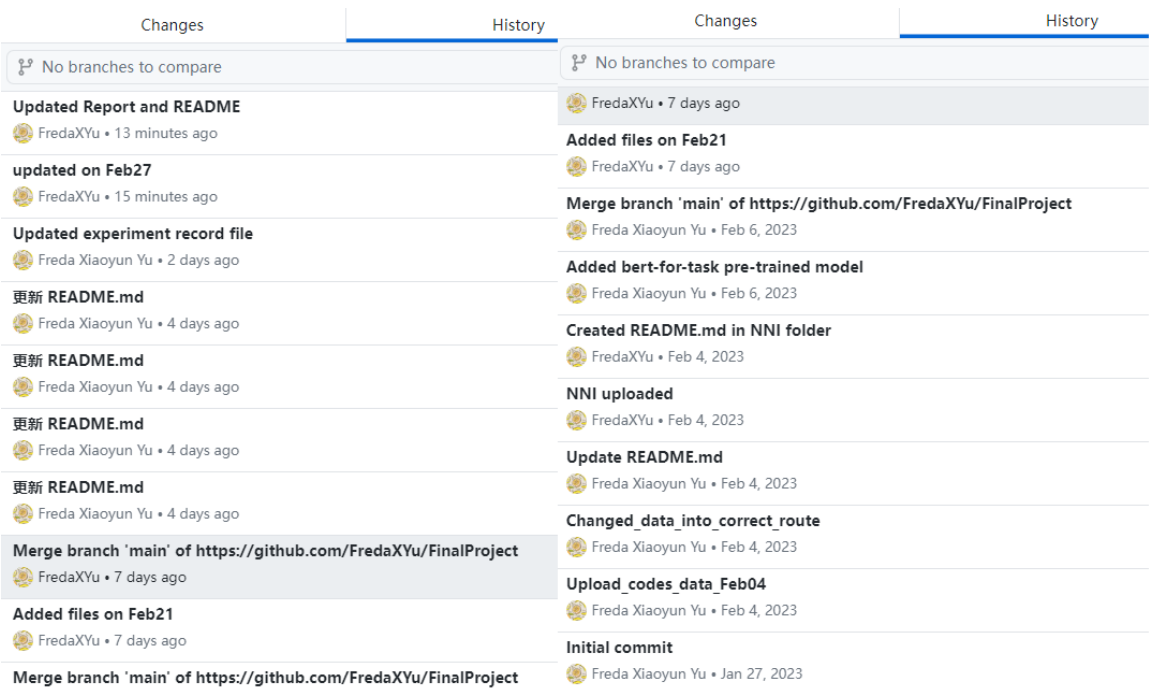 Changes
History
No branches to compare
Updated Report and README
FredaXYu • 13 minutes ago
updated on Feb27
FredaXYu • 15 minutes ago
Updated experiment record file
Freda Xiaoyun Yu • 2 days ago
更新 README.md
Freda Xiaoyun Yu • 4 days ago
更新 README.md
Freda Xiaoyun Yu • 4 days ago
更新 README.md
Freda Xiaoyun Yu • 4 days ago
更新 README.md
Freda Xiaoyun Yu • 4 days ago
Merge branch 'main' of https://github.com/FredaXYu/FinalProject
FredaXYu • 7 days ago
Added files on Feb21
FredaXYu • 7 days ago
Merge branch 'main' of https://github.com/FredaXYu/FinalProject
Changes
History
No branches to compare
FredaXYu • 7 days ago
Added files on Feb21
FredaXYu • 7 days ago
Merge branch 'main' of https://github.com/FredaXYu/FinalProject
Freda Xiaoyun Yu • Feb 6, 2023
Added bert-for-task pre-trained model
Freda Xiaoyun Yu • Feb 6, 2023
Created README.md in NNI folder
FredaXYu • Feb 4, 2023
NNI uploaded
FredaXYu • Feb 4, 2023
Update README.md
Freda Xiaoyun Yu • Feb 4, 2023
Changed_data_into_correct_route
Freda Xiaoyun Yu • Feb 4, 2023
Upload_codes_data_Feb04
Freda Xiaoyun Yu • Feb 4, 2023
Initial commit
Freda Xiaoyun Yu • Jan 27, 2023